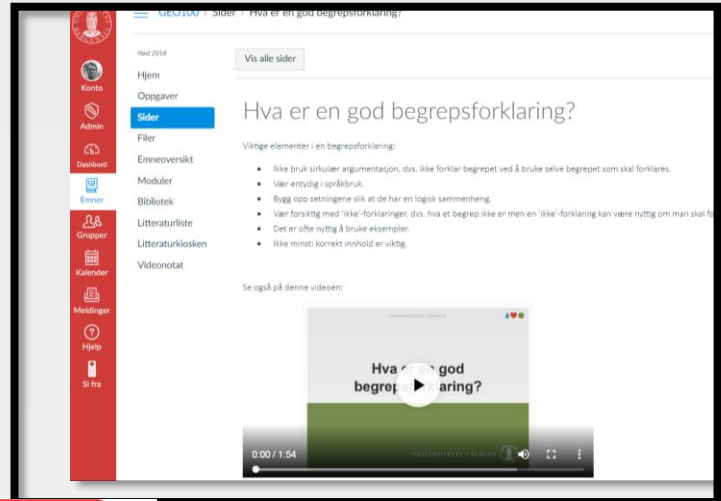 GEO100 › Sider › Hva er en god begrepsforklaring?
Høst 2018
Vis alle sider
Hjem
Oppgaver
Sider
Filer
Emneoversikt
Moduler
Bibliotek
Litteraturliste
Litteraturkiosken
Videonotat
Konto
Admin
Dashbord
Emner
Grupper
Kalender
Meldinger
Hjelp
Si fra
Hva er en god begrepsforklaring?
Viktige elementer i en begrepsforklaring:
Ikke bruk sirkulær argumentasjon, dvs. ikke forklar begrepet ved å bruke selve begrepet som skal forklares.
Vær entydig i språkbruk.
Bygg opp setningene slik at de har en logisk sammenheng.
Vær forsiktig med 'ikke'-forklaringer, dvs. hva et begrep ikke er men en 'ikke'-forklaring kan være nyttig om man skal fo
Det er ofte nyttig å bruke eksempler.
Ikke minst: korrekt innhold er viktig.
Se også på denne videoen:
UNIVERSITETET I BERGEN
Hva er en god
begrepsforklaring?
UNIVERSITETET I BERGEN
0:00 / 1:54